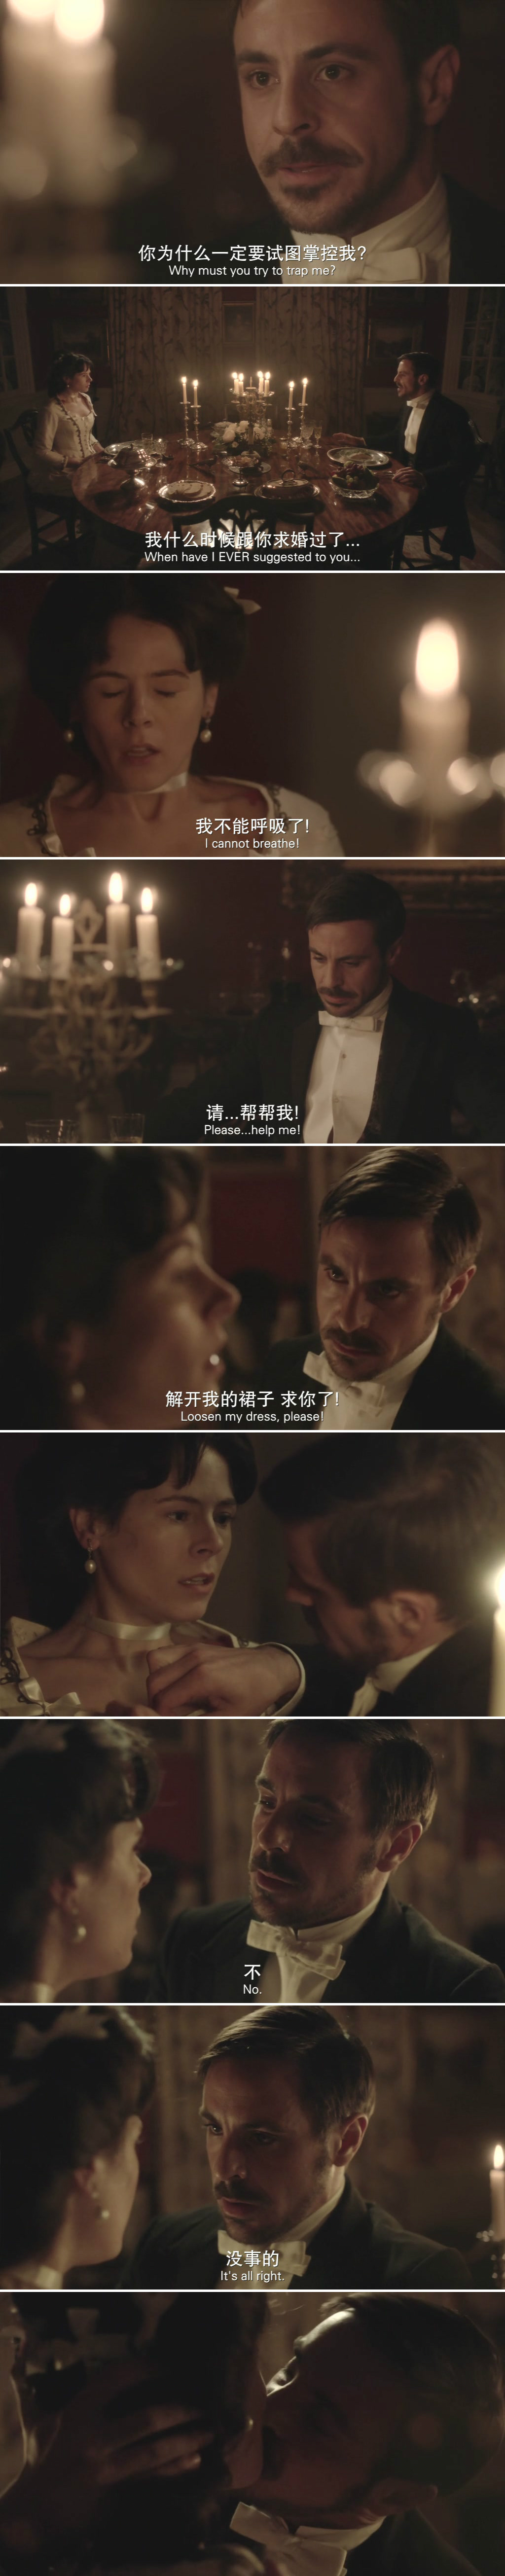 你为什么一定要试图掌控我?
Why must you try to trap me?
我什么时候跟你求婚过了...
When have I EVER suggested to you...
我不能呼吸了!
I cannot breathe!
请...帮帮我!
Please...help me!
解开我的裙子 求你了!
Loosen my dress, please!
不
No.
没事的
It's all right.